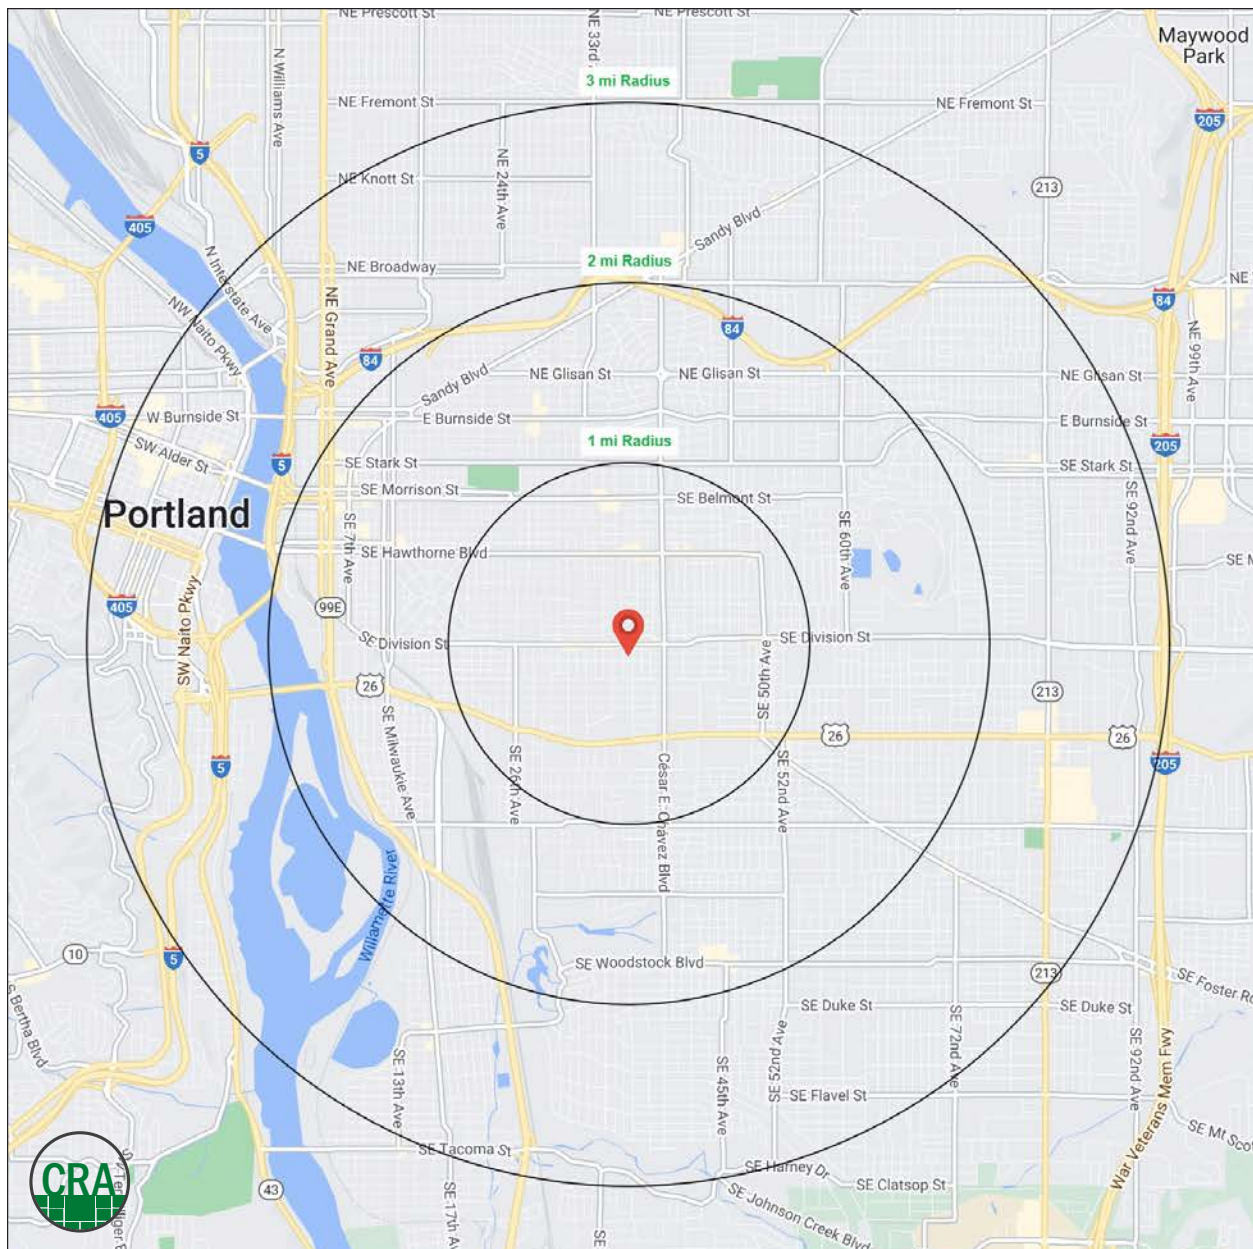 NE Prescott St
NE Prescott St
Maywood
Park
NE 33rd
N Williams Ave
3 mi Radius
NE Fremont St
NE Fremont St
205
5
NE Knott St
NE 24th Ave
213
405
Sandy Blvd
N Interstate Ave
NE Broadway
2 mi Radius
NE
NW Naito Pkwy
NE Grand Ave
84
84
84
NE 99th Ave
Sandy Blvd
NE Glisan St
NE Glisan St
NE Glisan St
405
W Burnside St
E Burnside St
E Burnside St
1 mi Radius
205
SW Alder St
5
SE Stark St
SE Stark St
SE Morrison St
SE Belmont St
Portland
SE 7th Ave
SE 60th Ave
SE 92nd Ave
SE Hawthorne Blvd
SE M
405
99E
SW Naito Pkwy
SE Division St
SE Division St
SE 50th Ave
26
213
SE Milwaukie Ave
26
26
5
SE 26th Ave
César E. Chávez Blvd
SE 52nd Ave
205
Willamette River
10
5
SE Woodstock Blvd
213
SE Foster
S Bertha Blvd
SE Duke St
SE Duke St
SE 13th Ave
SE 45th Ave
SE 52nd Ave
SE 72nd Ave
SE 92nd Ave
War Veterans Mem Fwy
SE Flavel St
SE Mt Scot
SE Tacoma St
SE Harney Dr
CRA
43
SE 17th
SE Clatsop St
SE Johnson Creek Blvd
SE